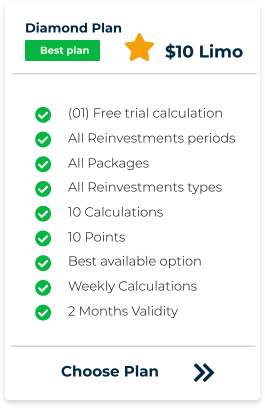 Diamond Plan
Best plan
$10 Limo
(01) Free trial calculation
All Reinvestments periods
All Packages
All Reinvestments types
10 Calculations
10 Points
Best available option
Weekly Calculations
2 Months Validity
Choose Plan